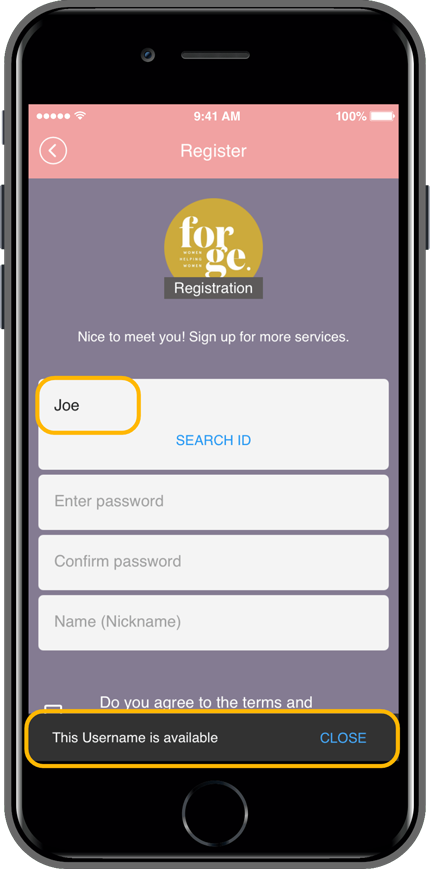 9:41 AM
100%
Register
for
WOMEN
HELPING
WOMEN
ge.
Registration
Nice to meet you! Sign up for more services.
Joe
SEARCH ID
Enter password
Confirm password
Name (Nickname)
Do you agree to the terms and
This Username is available
CLOSE